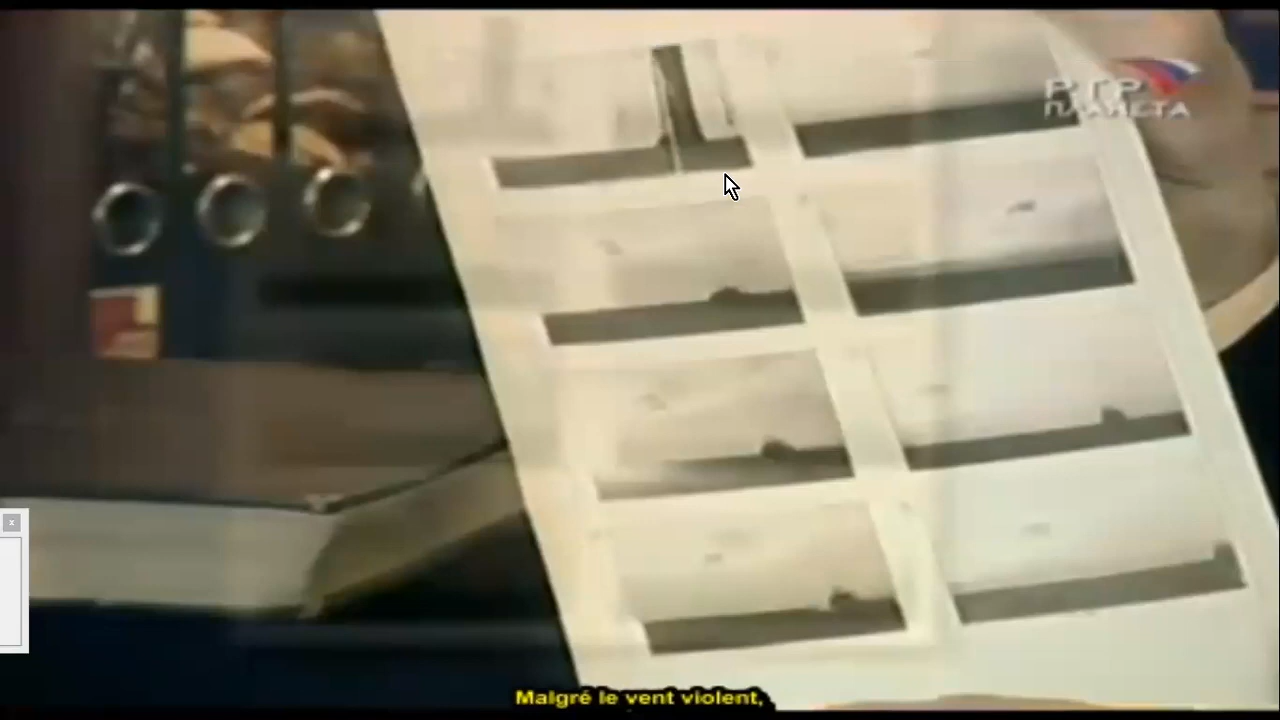 РТР
ПЛАНЕТА
x
Malgré le vent violent,